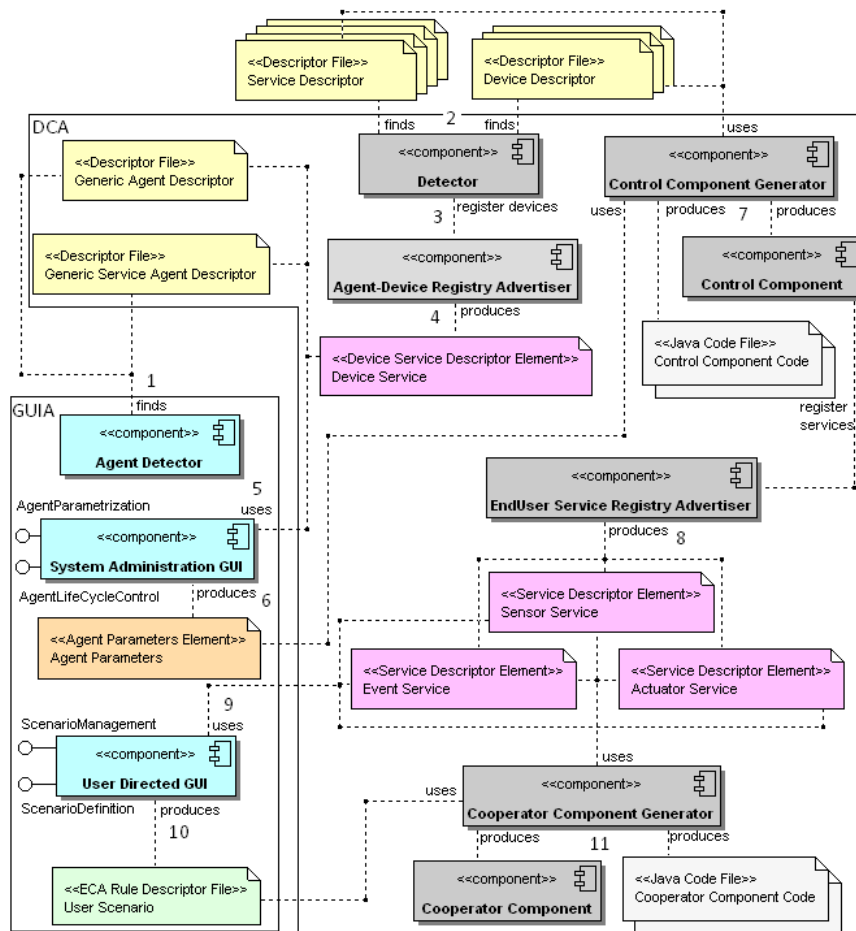 <<Descriptor File>>
Service Descriptor
<<Descriptor File>>
Device Descriptor
DCA
finds
2
finds
uses
<<Descriptor File>>
Generic Agent Descriptor
<<component>>
Detector
<<component>>
Control Component Generator
3
register devices
uses
produces
7
produces
<<Descriptor File>>
Generic Service Agent Descriptor
<<component>>
Agent-Device Registry Advertiser
<<component>>
Control Component
4
produces
<<Device Service Descriptor Element>>
Device Service
<<Java Code File>>
Control Component Code
1
finds
register
services
GUIA
<<component>>
Agent Detector
5
uses
AgentParametrization
<<component>>
System Administration GUI
<<component>>
EndUser Service Registry Advertiser
produces
8
AgentLifeCycleControl
produces
6
<<Service Descriptor Element>>
Sensor Service
<<Agent Parameters Element>>
Agent Parameters
<<Service Descriptor Element>>
Event Service
<<Service Descriptor Element>>
Actuator Service
9
uses
ScenarioManagement
<<component>>
User Directed GUI
ScenarioDefinition
produces
10
uses
uses
<<component>>
Cooperator Component Generator
produces
11
produces
<<ECA Rule Descriptor File>>
User Scenario
<<component>>
Cooperator Component
<<Java Code File>>
Cooperator Component Code